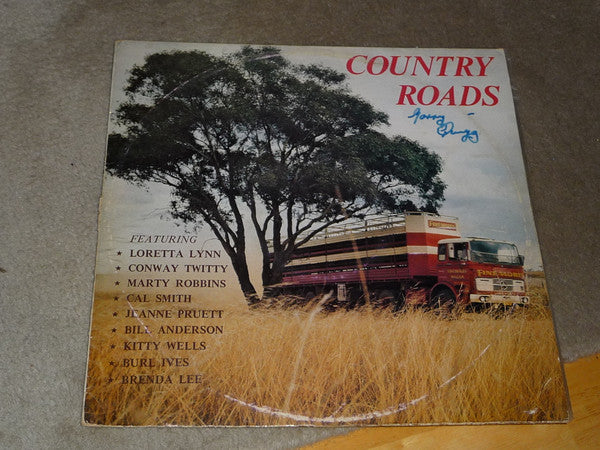 COUNTRY
ROADS
FEATURING
★ LORETTA LYNN
★ CONWAY TWITTY
★ MARTY ROBBINS
★ CAL SMITH
★ JEANNE PRUETT
★ BILL ANDERSON
★ KITTY WELLS
★ BURL IVES
★ BRENDA LEE